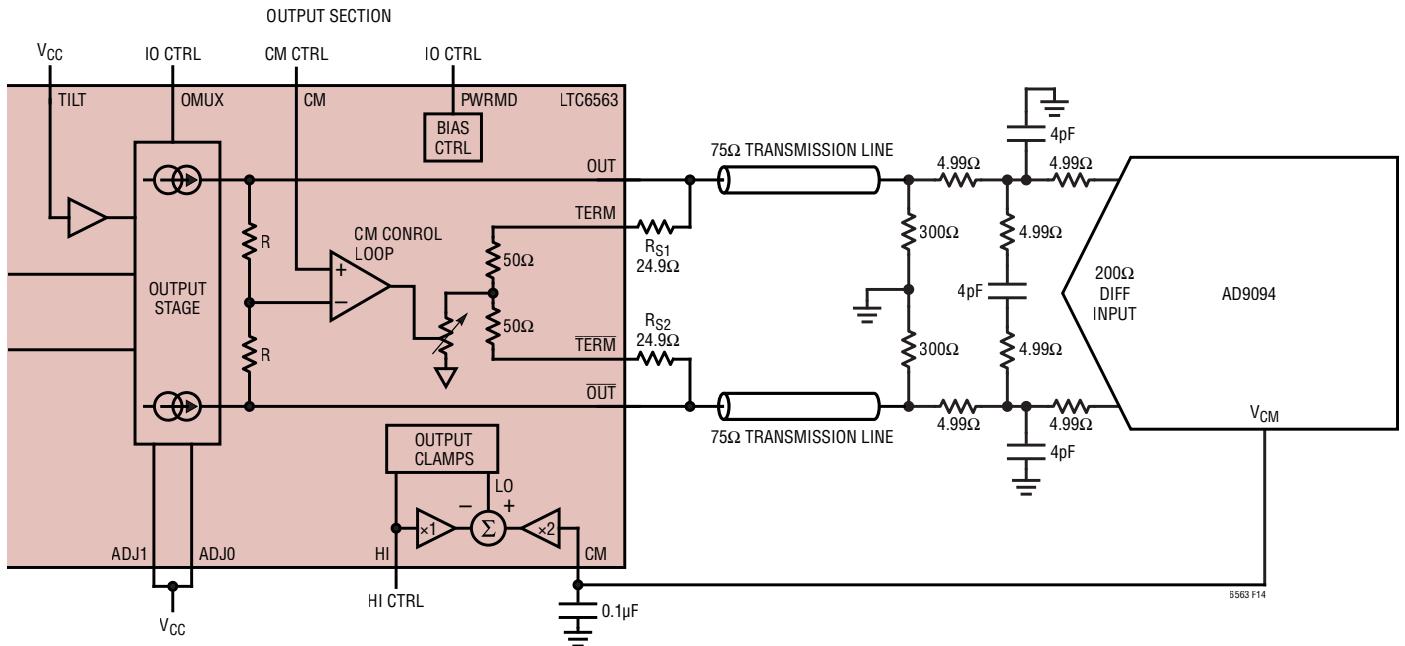 OUTPUT SECTION
VCC
IO CTRL
CM CTRL
IO CTRL
TILT
OMUX
CM
PWRMD
LTC6563
BIAS
CTRL
4pF
75Ω TRANSMISSION LINE
4.99Ω
4.99Ω
OUT
TERM
R
CM CONROL
LOOP
+
−
50Ω
RS1
24.9Ω
300Ω
4.99Ω
OUTPUT
STAGE
4pF
200Ω
DIFF
INPUT
AD9094
R
50Ω
RS2
24.9Ω
TERM
300Ω
4.99Ω
OUT
75Ω TRANSMISSION LINE
4.99Ω
4.99Ω
VCM
4pF
OUTPUT
CLAMPS
LO
−
+
×1
Σ
×2
ADJ1
ADJ0
HI
CM
HI CTRL
0.1µF
VCC
6563 F14